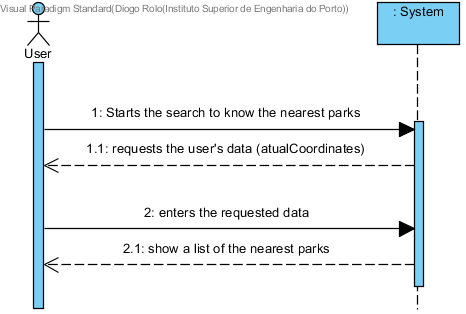 Visual Paradigm Standard(Diogo Rolo(Instituto Superior de Engenharia do Porto))
: System
User
1: Starts the search to know the nearest parks
1.1: requests the user's data (atualCoordinates)
2: enters the requested data
2.1: show a list of the nearest parks